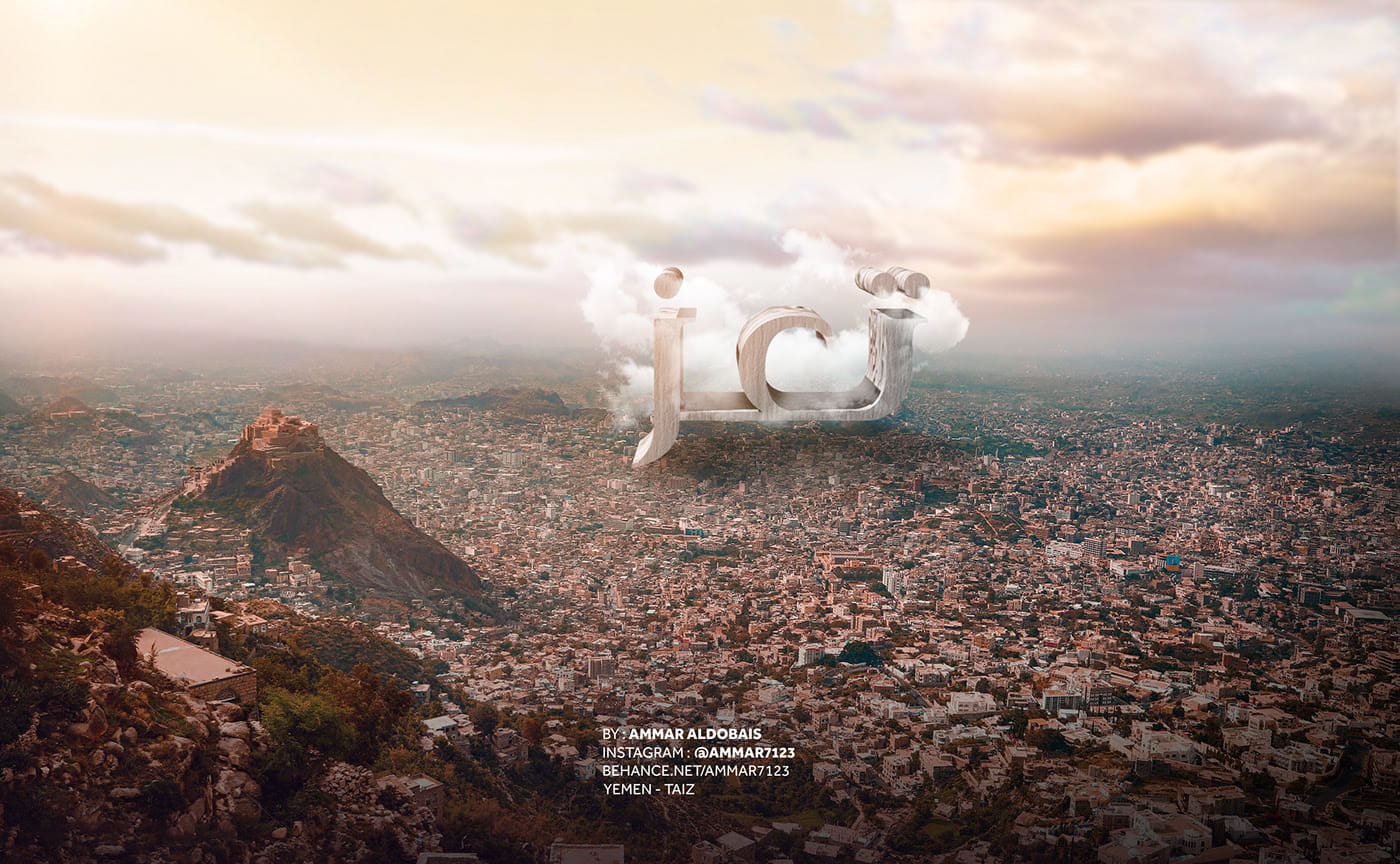 تعز
BY : AMMAR ALDOBAIS
INSTAGRAM : @AMMAR7123
BEHANCE.NET/AMMAR7123
YEMEN - TAIZ